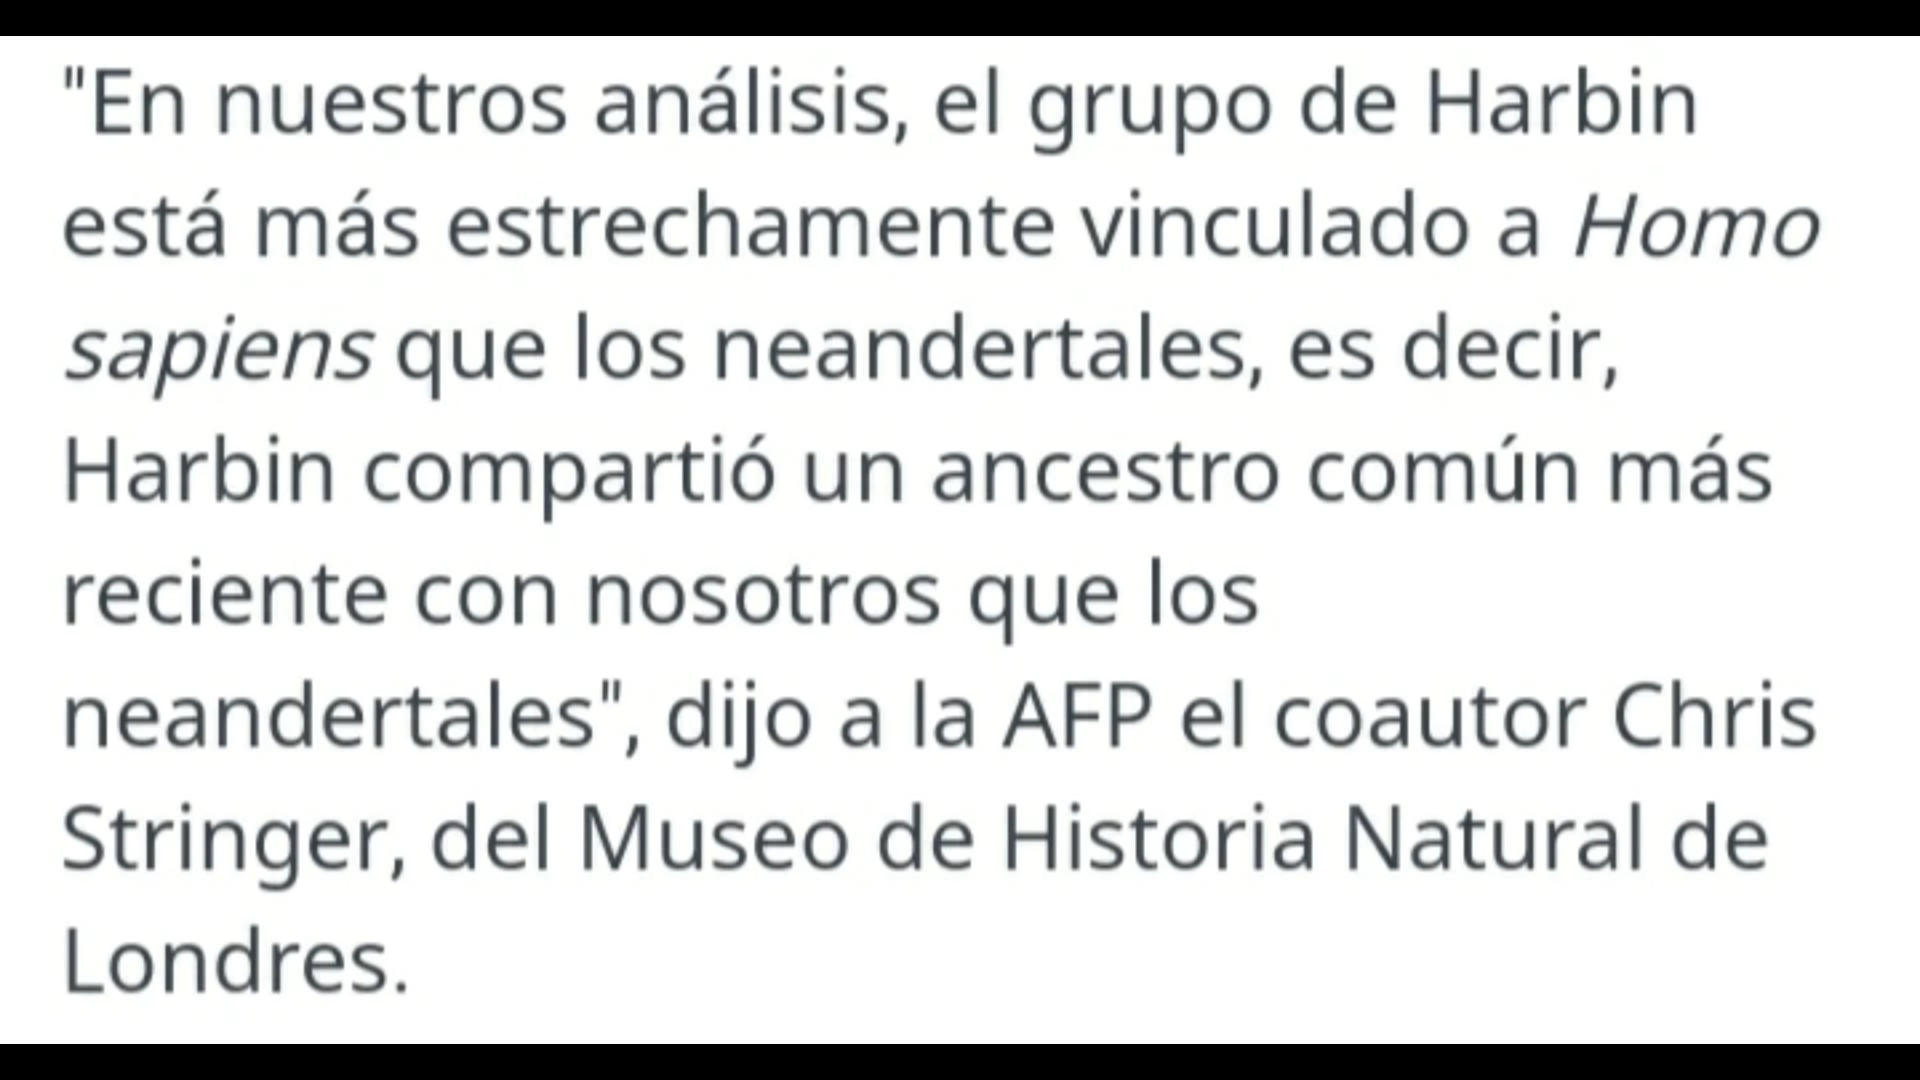 "En nuestros análisis, el grupo de Harbin
está más estrechamente vinculado a Homo
sapiens que los neandertales, es decir,
Harbin compartió un ancestro común más
reciente con nosotros que los
neandertales", dijo a la AFP el coautor Chris
Stringer, del Museo de Historia Natural de
Londres.